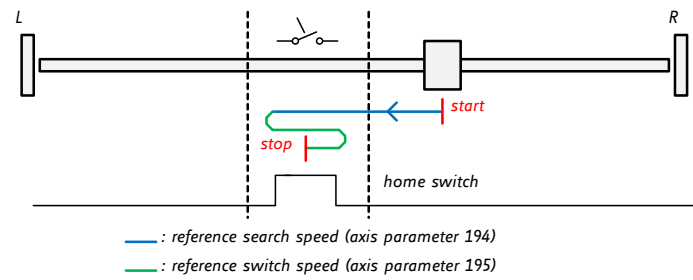 L
R
start
stop
home switch
: reference search speed (axis parameter 194)
: reference switch speed (axis parameter 195)